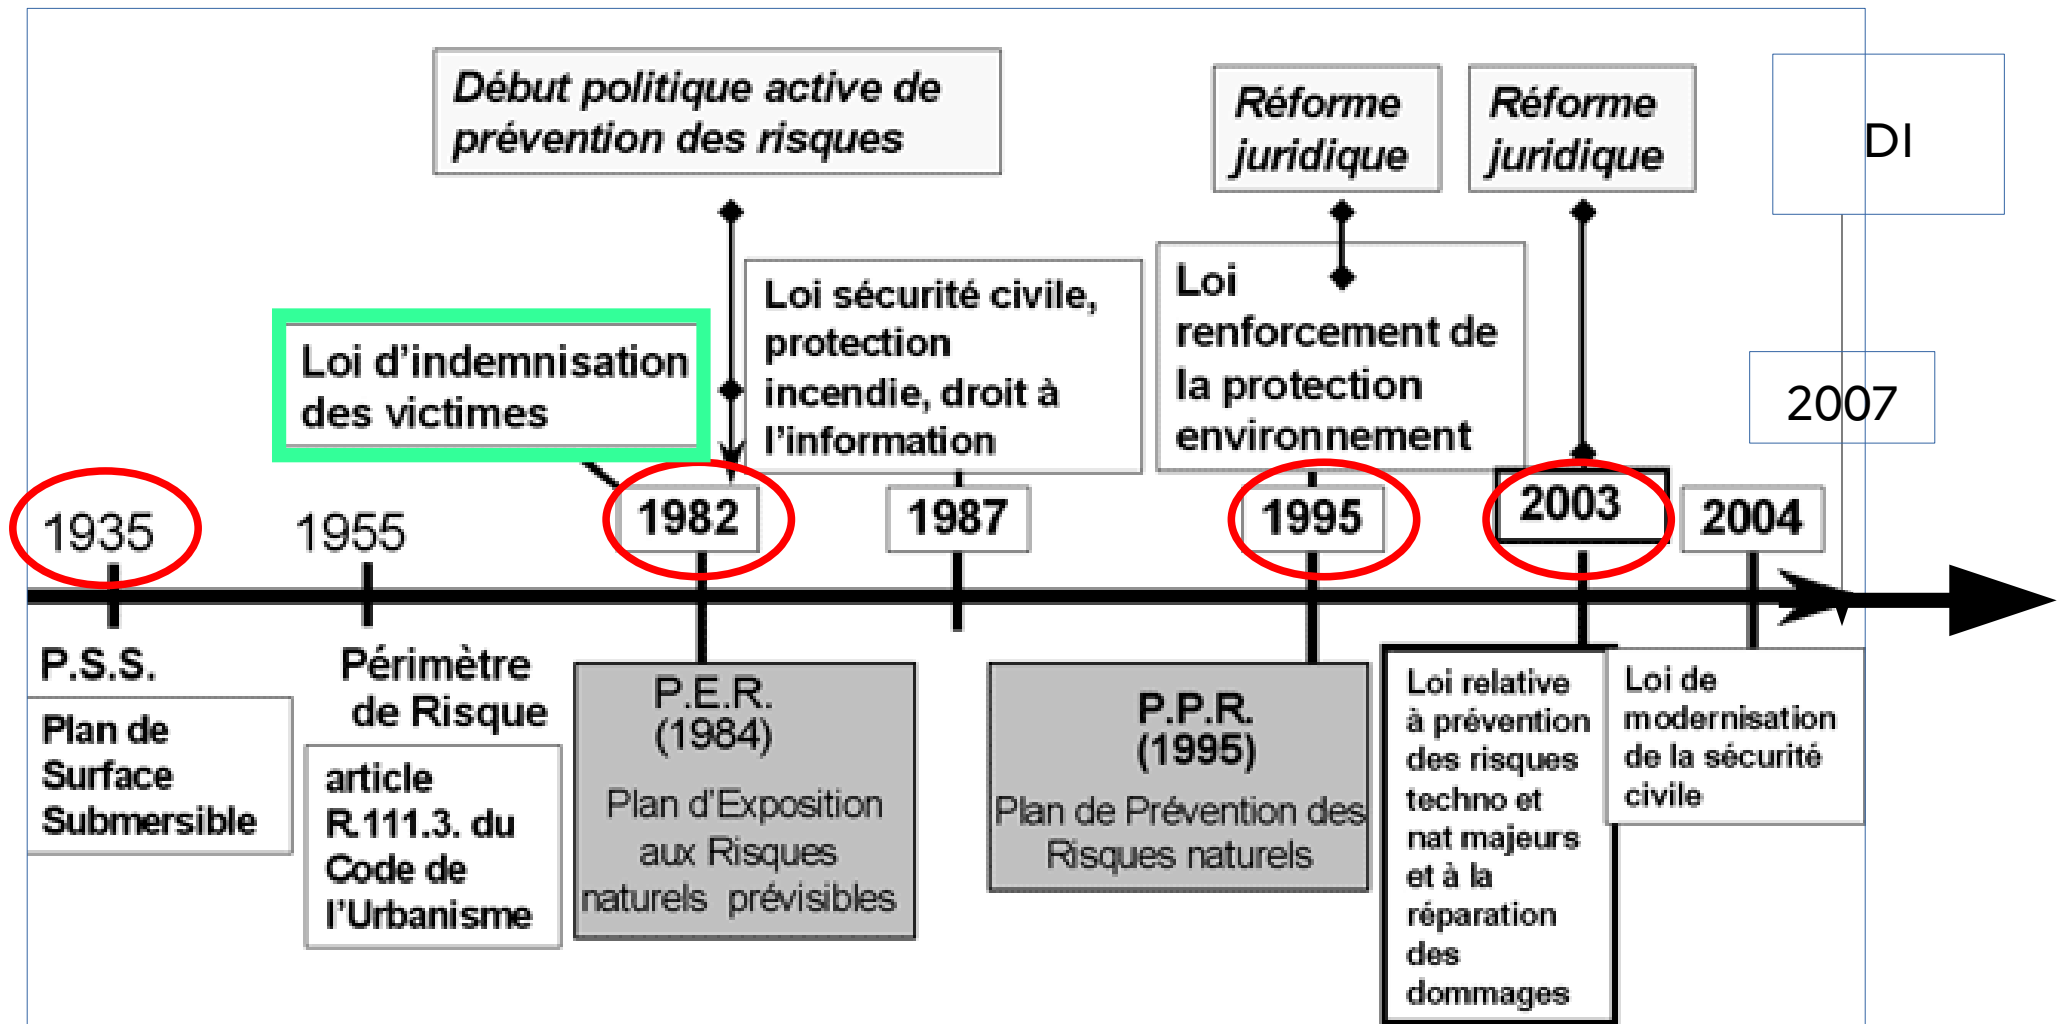 Début politique active de
prévention des risques
Réforme
juridique
Réforme
juridique
DI
Loi d'indemnisation
des victimes
Loi sécurité civile,
protection
incendie, droit à
l'information
Loi
renforcement de
la protection
environnement
2007
1935
1955
1982
1987
1995
2003
2004
P.S.S.
Plan de
Surface
Submersible
Périmètre
de Risque
article
R.111.3. du
Code de
l'Urbanisme
P.E.R.
(1984)
Plan d'Exposition
aux Risques
naturels prévisibles
P.P.R.
(1995)
Plan de Prévention des
Risques naturels
Loi relative
à prévention
des risques
techno et
nat majeurs
et à la
réparation
des
dommages
Loi de
modernisation
de la sécurité
civile